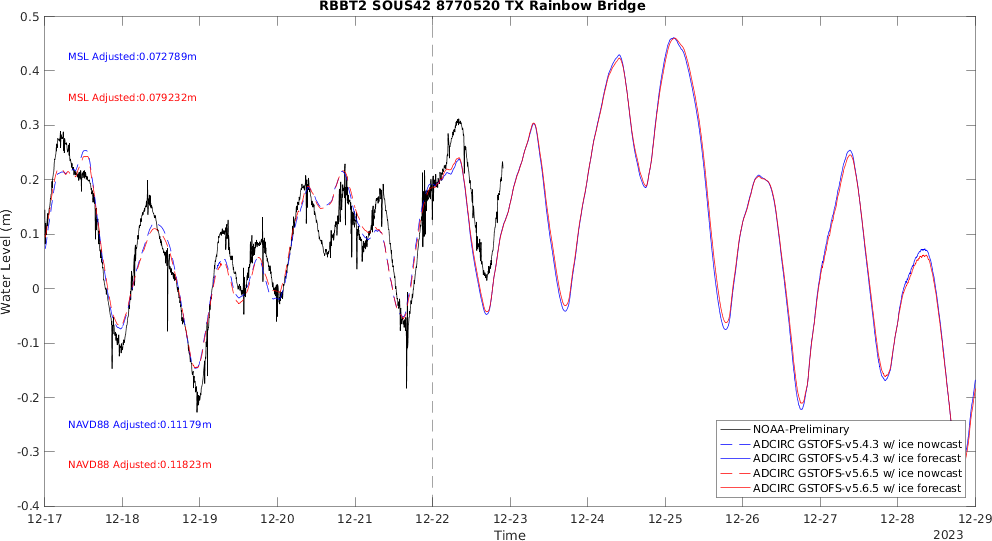 RBBT2 SOUS42 8770520 TX Rainbow Bridge
0.5
0.4
0.3
0.2
0.1
0
-0.1
-0.2
-0.3
-0.4
Water Level (m)
MSL Adjusted:0.072789m
MSL Adjusted:0.079232m
NAVD88 Adjusted:0.11179m
NAVD88 Adjusted:0.11823m
NOAA-Preliminary
ADCIRC GSTOFS-v5.4.3 w/ ice nowcast
ADCIRC GSTOFS-v5.4.3 w/ ice forecast
ADCIRC GSTOFS-v5.6.5 w/ ice nowcast
ADCIRC GSTOFS-v5.6.5 w/ ice forecast
12-17 12-18 12-19 12-20 12-21 12-22 12-23 12-24 12-25 12-26 12-27 12-28 12-29
Time
2023